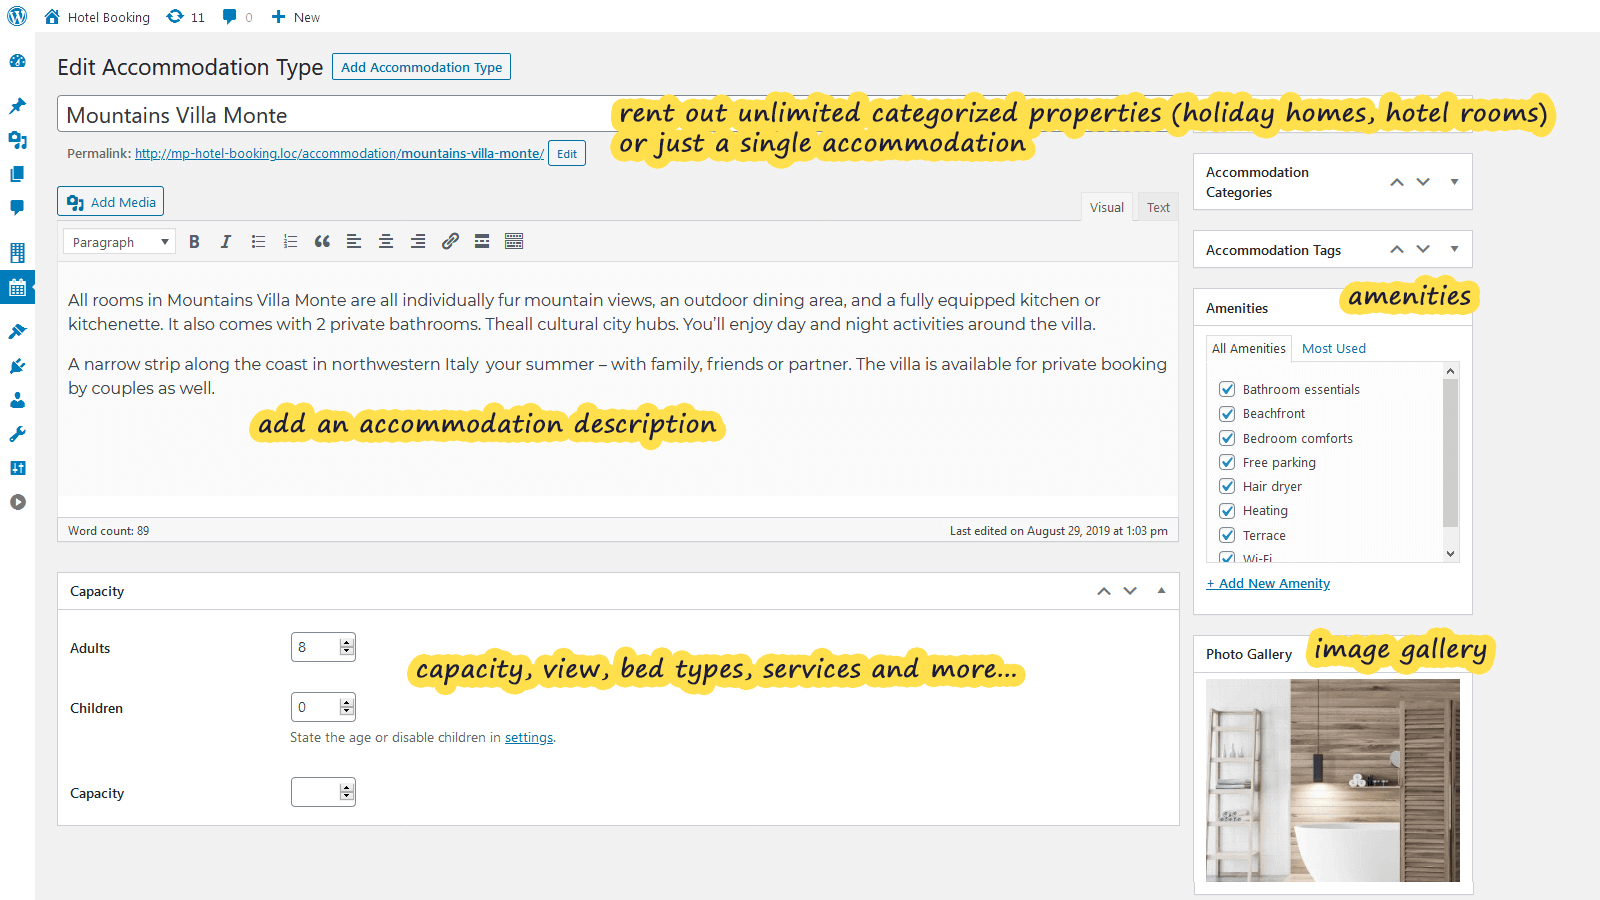 Hotel Booking 11 0 New
Edit Accommodation Type Add Accommodation Type
Mountains Villa Monte
rent out unlimited categorized properties (holiday homes, hotel rooms)
or just a single accommodation
Permalink: http://mp-hotel-booking.loc/accommodation/mountains-villa-monte/ Edit
Add Media
Visual Text
Paragraph
All rooms in Mountains Villa Monte are all individually fur mountain views, an outdoor dining area, and a fully equipped kitchen or
kitchenette. It also comes with 2 private bathrooms. Theall cultural city hubs. You’ll enjoy day and night activities around the villa.
A narrow strip along the coast in northwestern Italy your summer – with family, friends or partner. The villa is available for private booking
by couples as well.
add an accommodation description
Word count: 89
Last edited on August 29, 2019 at 1:03 pm
Capacity
Adults 8
capacity, view, bed types, services and more...
Children 0
State the age or disable children in settings.
Capacity
Accommodation
Categories
Accommodation Tags
amenities
Amenities
All Amenities Most Used
Bathroom essentials
Beachfront
Bedroom comforts
Free parking
Hair dryer
Heating
Terrace
Wi-Fi
+ Add New Amenity
Photo Gallery
image gallery